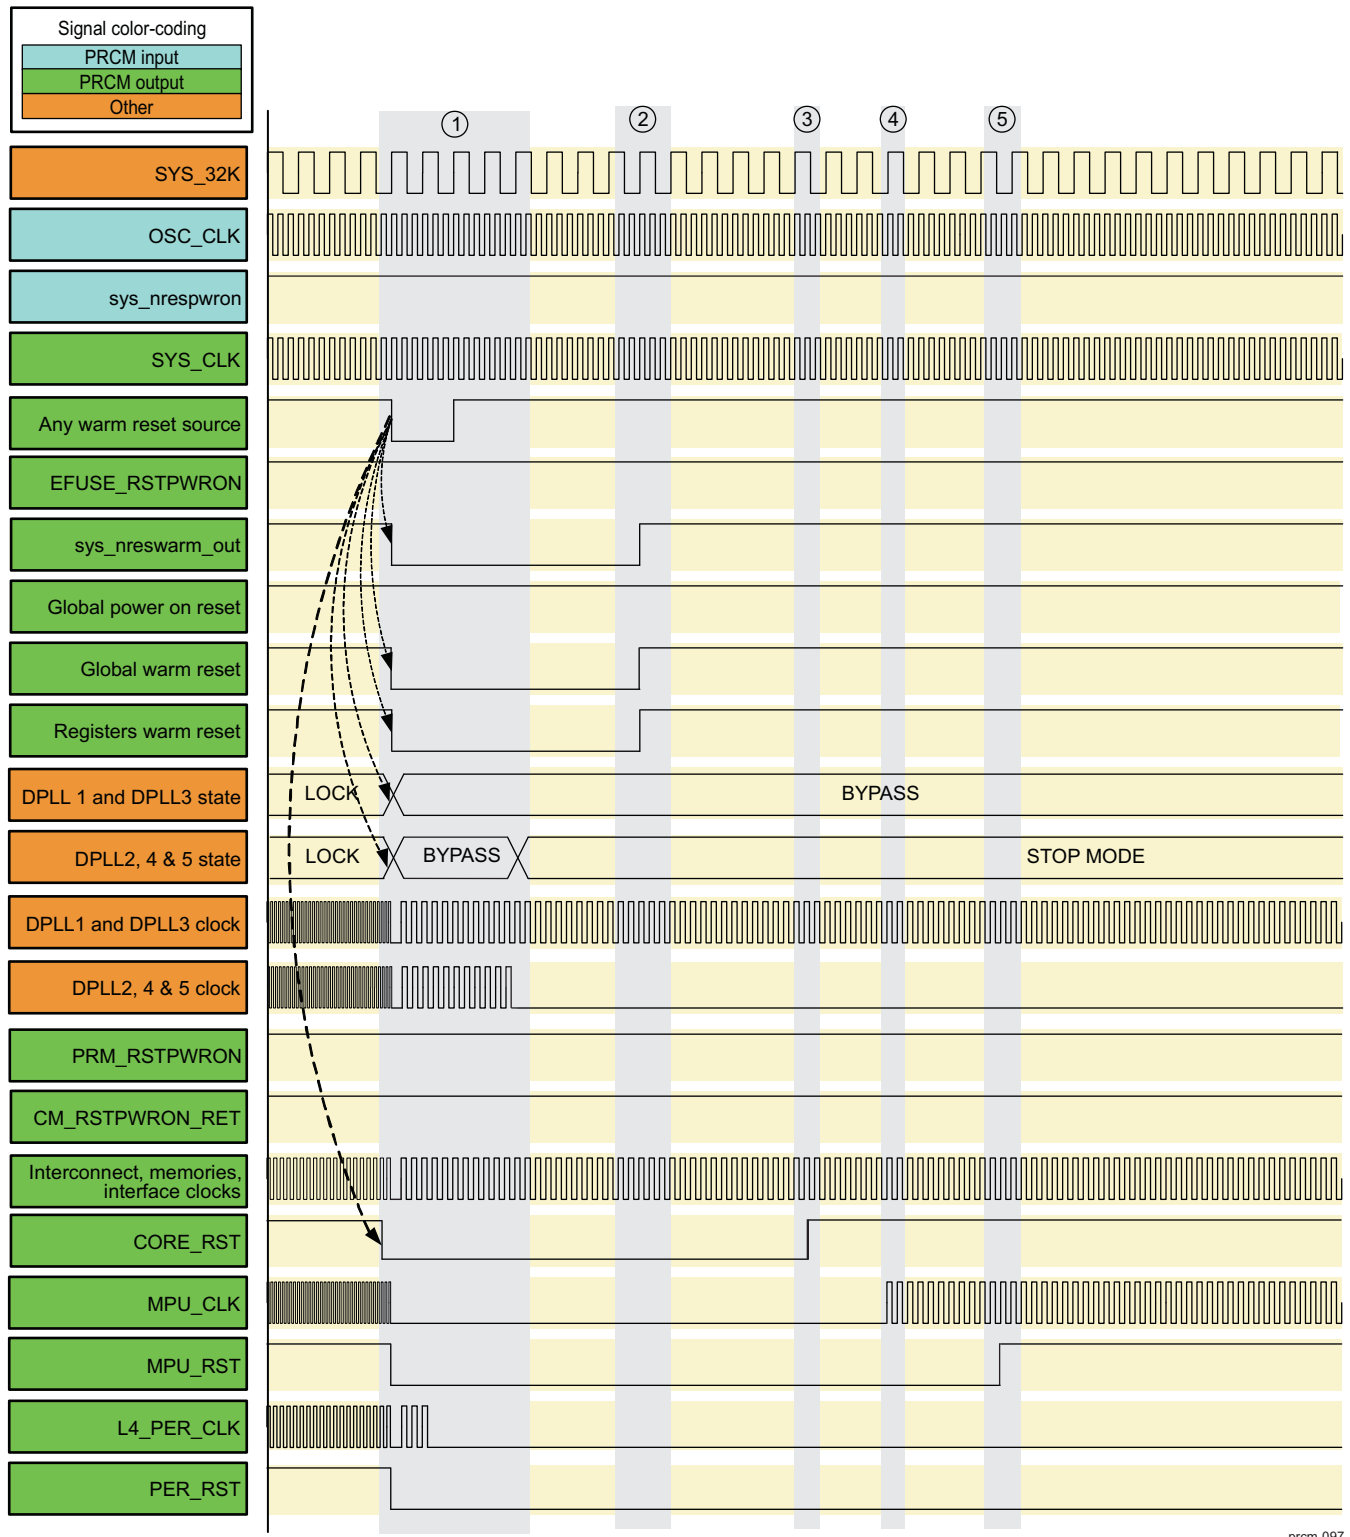 Signal color-coding
PRCM input
PRCM output
Other
1
2
3
4
5
SYS_32K
OSC_CLK
sys_nrespwron
SYS_CLK
Any warm reset source
EFUSE_RSTPWRON
sys_nreswarm_out
Global power on reset
Global warm reset
Registers warm reset
DPLL 1 and DPLL3 state
LOCK
BYPASS
DPLL2, 4 & 5 state
LOCK
BYPASS
STOP MODE
DPLL1 and DPLL3 clock
DPLL2, 4 & 5 clock
PRM_RSTPWRON
CM_RSTPWRON_RET
Interconnect, memories,
interface clocks
CORE_RST
MPU_CLK
MPU_RST
L4_PER_CLK
PER_RST
prcm-097